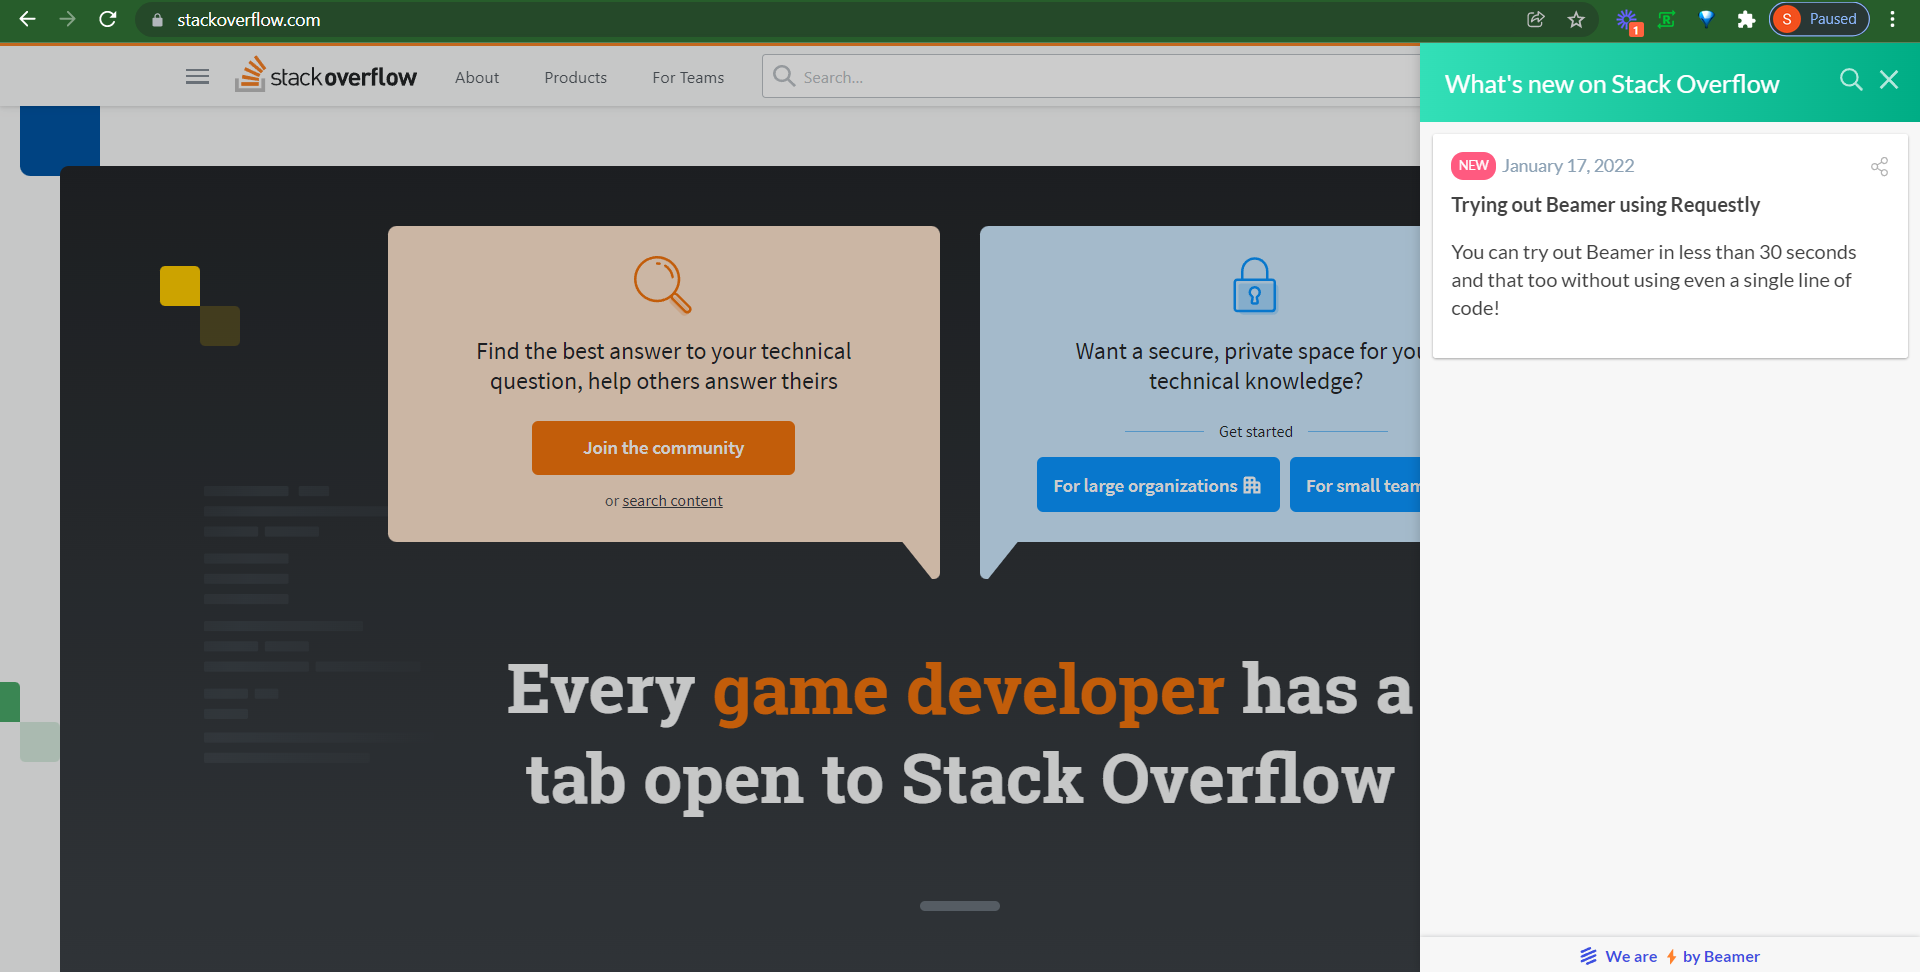 stackoverflow.com
1
S Paused
stackoverflow
About
Products
For Teams
Search...
Find the best answer to your technical
question, help others answer theirs
Join the community
or search content
Want a secure, private space for you
technical knowledge?
Get started
For large organizations
For small team
Every game developer has a
tab open to Stack Overflow
What's new on Stack Overflow
NEW January 17, 2022
Trying out Beamer using Requestly
You can try out Beamer in less than 30 seconds
and that too without using even a single line of
code!
We are by Beamer